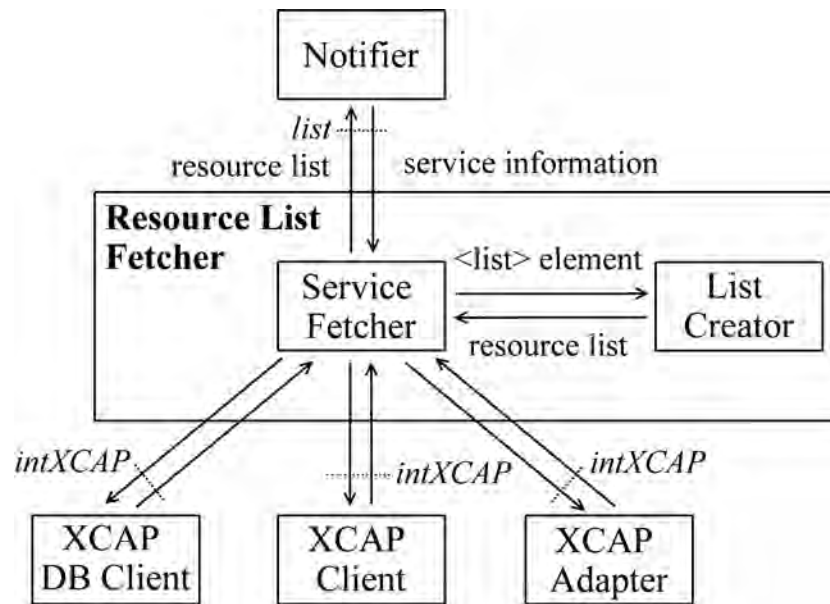 Notifier
list
resource list
service information
Resource List
Fetcher
<list> element
Service
Fetcher
List
Creator
resource list
intXCAP
intXCAP
intXCAP
XCAP
DB Client
XCAP
Client
XCAP
Adapter